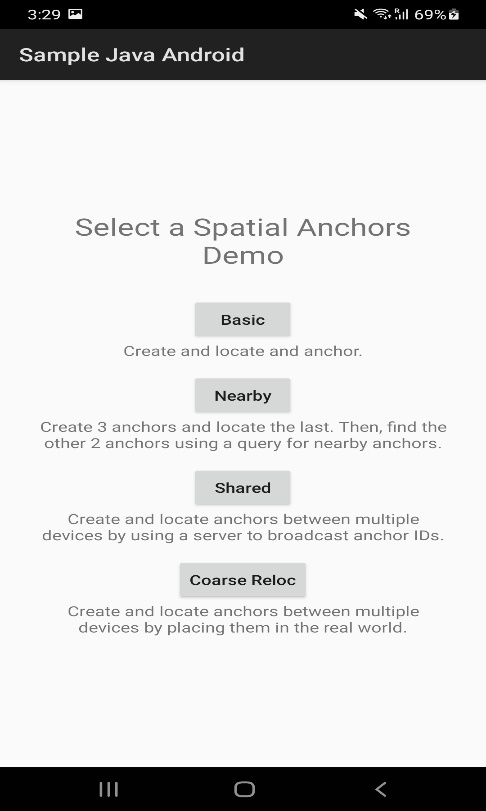 3:29 69%
Sample Java Android
Select a Spatial Anchors
Demo
Basic
Create and locate and anchor.
Nearby
Create 3 anchors and locate the last. Then, find the
other 2 anchors using a query for nearby anchors.
Shared
Create and locate anchors between multiple
devices by using a server to broadcast anchor IDs.
Coarse Reloc
Create and locate anchors between multiple
devices by placing them in the real world.